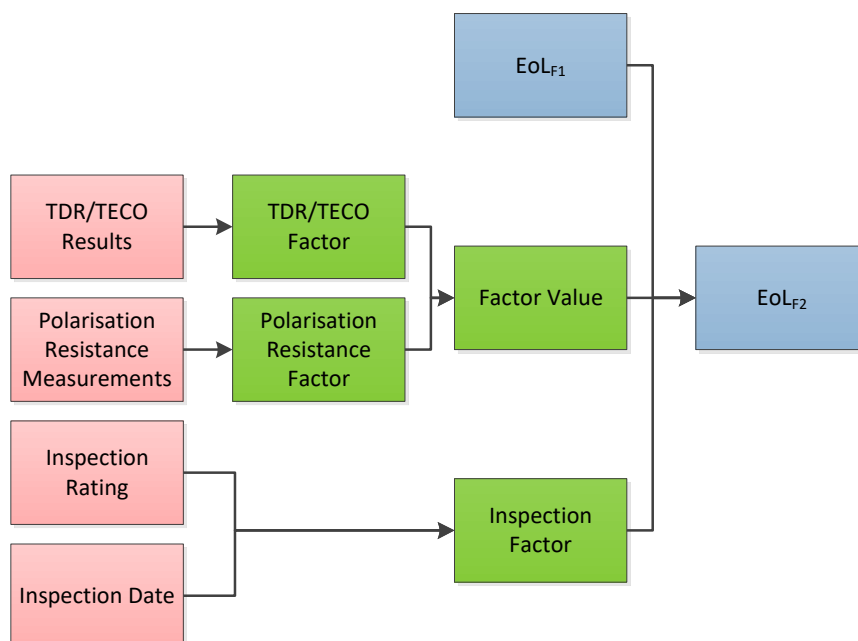 EoLF1
TDR/TECO
Results
TDR/TECO
Factor
Factor Value
EoLF2
Polarisation
Resistance
Measurements
Polarisation
Resistance
Factor
Inspection
Rating
Inspection
Factor
Inspection Date